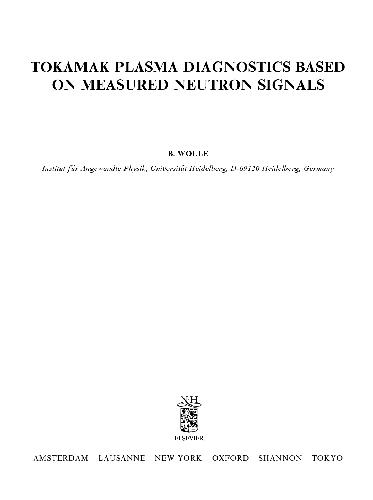 TOKAMAK PLASMA DIAGNOSTICS BASED
ON MEASURED NEUTRON SIGNALS
B. WOLLE
Institut für Angewandte Physik, Universität Heidelberg, D-69120 Heidelberg, Germany
NH
ELSEVIER
AMSTERDAM – LAUSANNE – NEW YORK – OXFORD – SHANNON – TOKYO